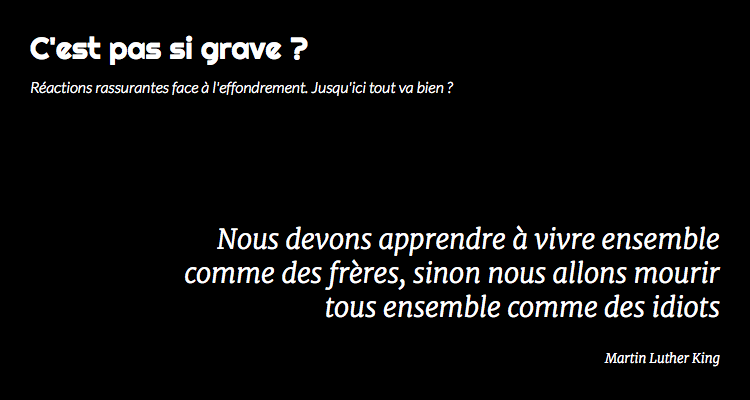 C'est pas si grave ?
Réactions rassurantes face à l'effondrement. Jusqu'ici tout va bien ?
Nous devons apprendre à vivre ensemble
comme des frères, sinon nous allons mourir
tous ensemble comme des idiots
Martin Luther King